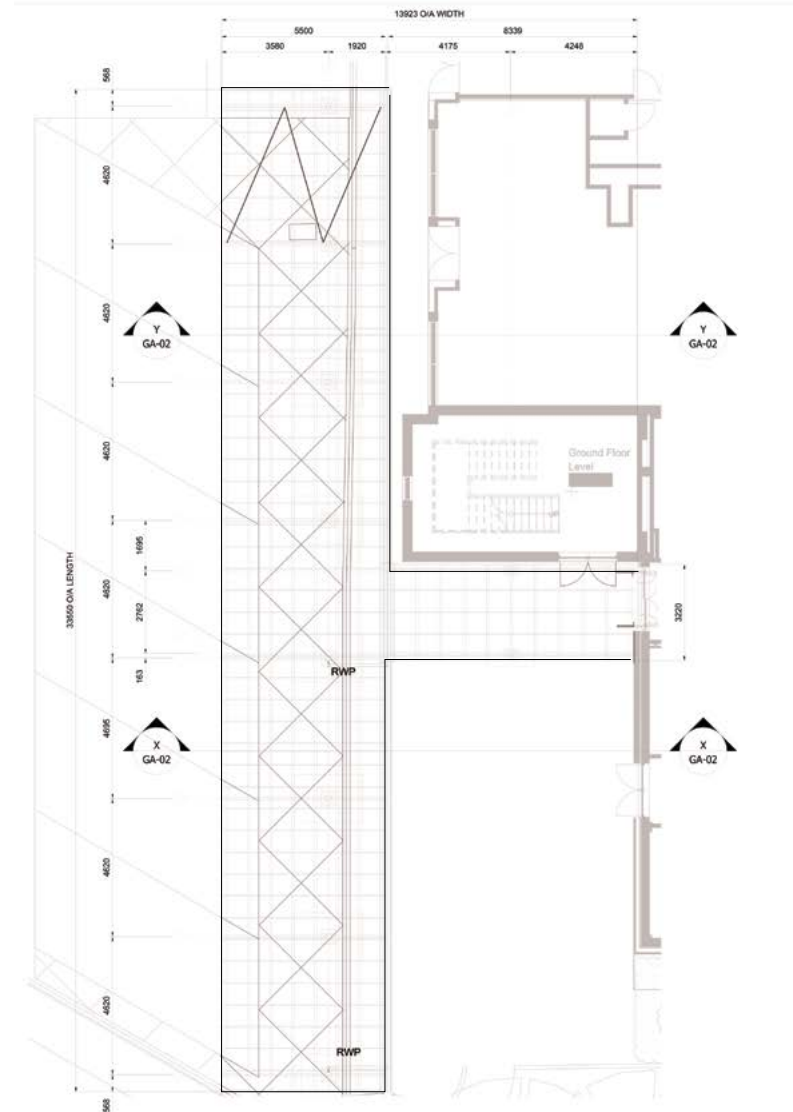 13923 O/A WIDTH
5500
8339
3580
1920
4175
4248
568
4620
4620
Y
GA-02
Y
GA-02
4620
Ground Floor
Level
1695
33650 O/A LENGTH
4620
2762
3220
163
RWP
4695
X
GA-02
X
GA-02
4620
4620
RWP
568